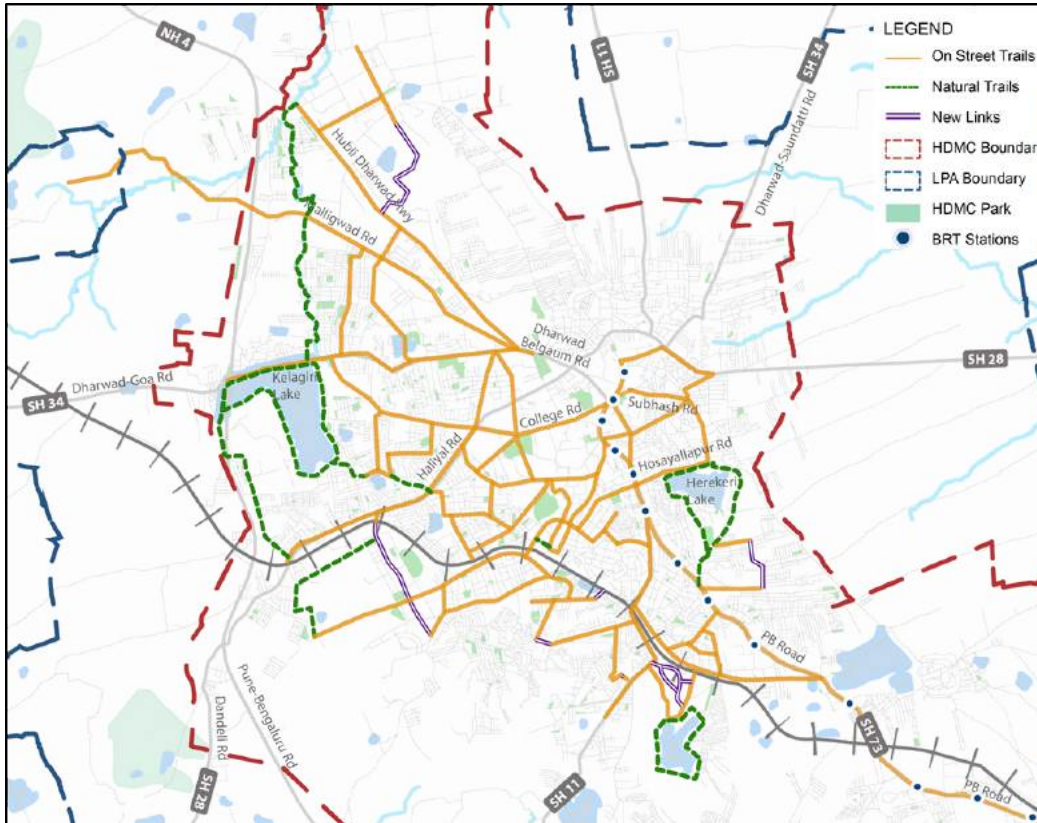 LEGEND
On Street Trails
Natural Trails
New Links
HDMC Boundar
LPA Boundary
HDMC Park
BRT Stations
NH 4
SH 11
SH 34
Dharwad-Saundatti Rd
Hubli Dharwad Hwy
Malligwad Rd
Dharwad
Belgaum Rd
SH 28
Dharwad-Goa Rd
SH 34
Kelagiri
Lake
College Rd
Subhash Rd
Haliyal Rd
Hosayallapur Rd
Herekeri
Lake
PB Road
Dandeli Rd
Pune-Bengaluru Rd
SH 28
SH 11
SH 73
PB Road